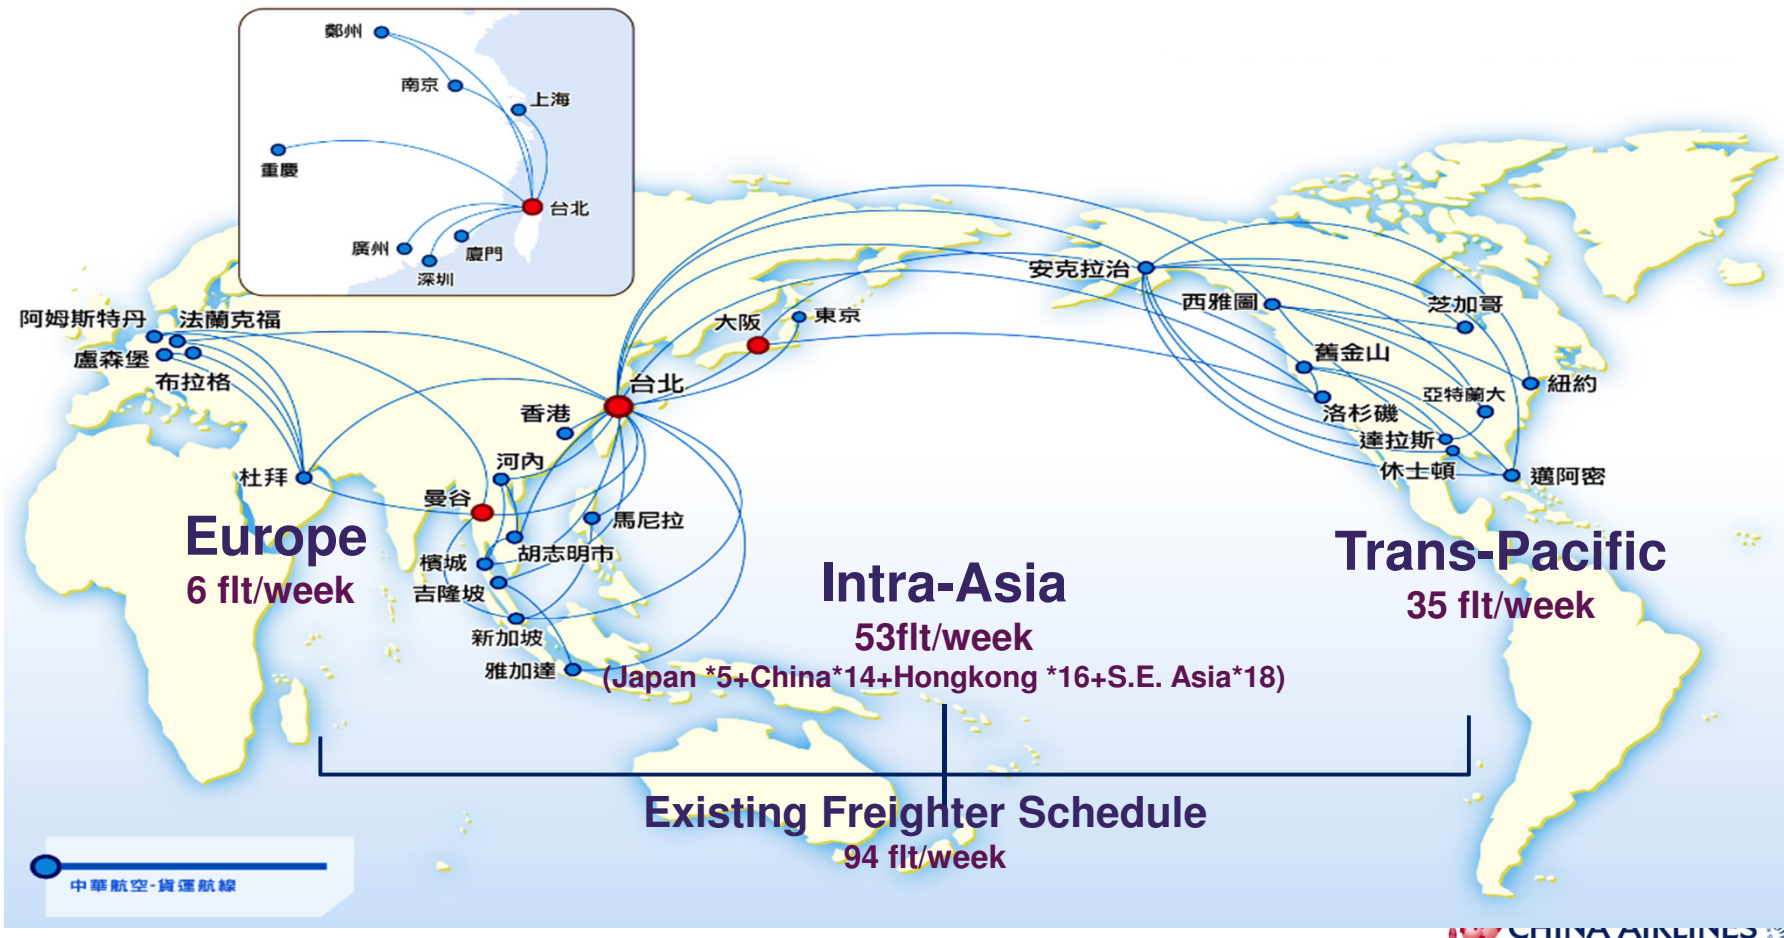 鄭州
南京
上海
重慶
台北
廣州
廈門
深圳
阿姆斯特丹
法蘭克福
盧森堡
布拉格
杜拜
大阪
東京
台北
香港
河內
曼谷
馬尼拉
胡志明市
檳城
吉隆坡
新加坡
雅加達
安克拉治
西雅圖
芝加哥
舊金山
紐約
亞特蘭大
洛杉磯
達拉斯
休士頓
邁阿密
Europe
6 flt/week
Intra-Asia
53flt/week
(Japan *5+China*14+Hongkong *16+S.E. Asia*18)
Trans-Pacific
35 flt/week
Existing Freighter Schedule
94 flt/week
中華航空-貨運航線
CHINA AIRLINES